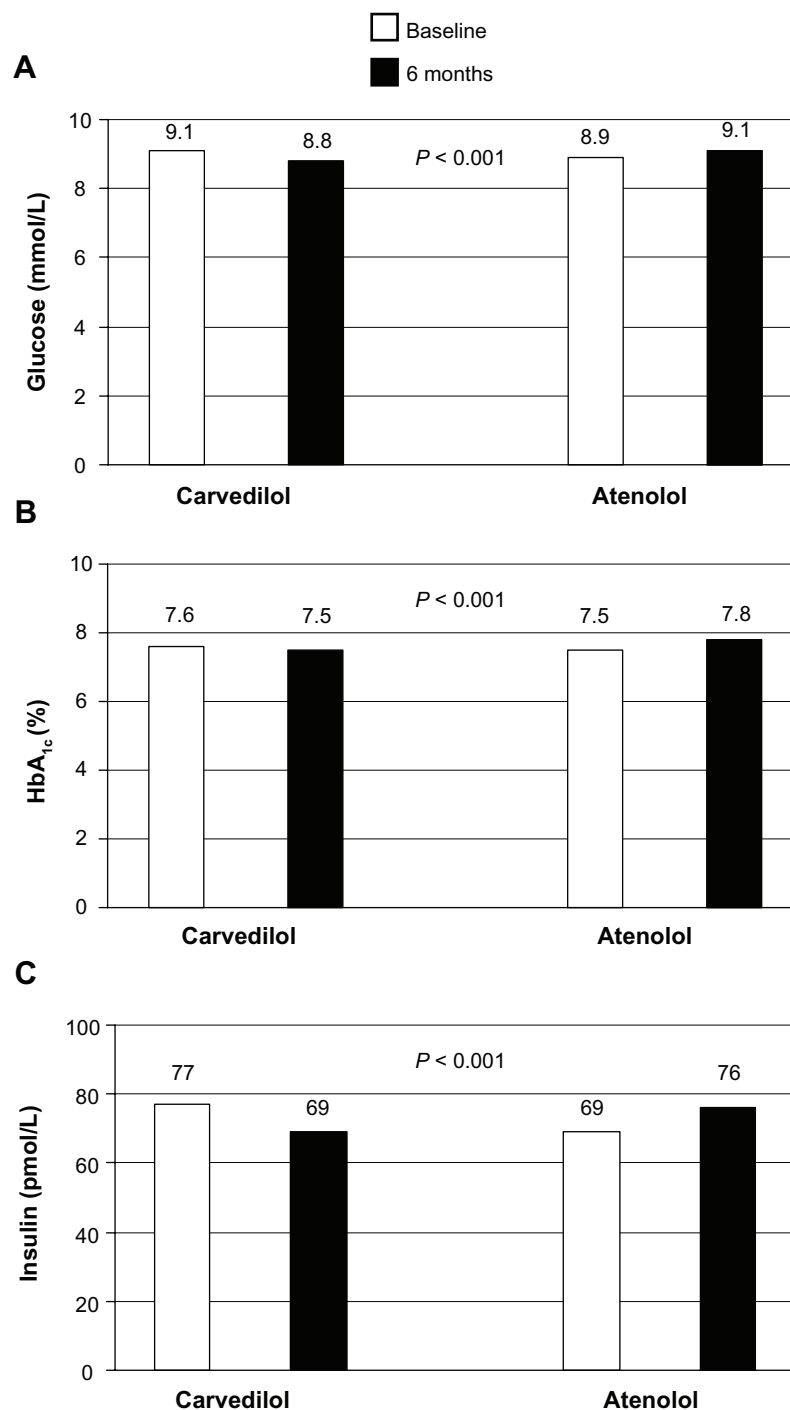 Baseline
6 months
A
Glucose (mmol/L)
10
8
6
4
2
0
9.1
8.8
P < 0.001
8.9
9.1
Carvedilol
Atenolol
B
HbA1c (%)
10
8
6
4
2
0
7.6
7.5
P < 0.001
7.5
7.8
Carvedilol
Atenolol
C
Insulin (pmol/L)
100
80
60
40
20
0
77
69
P < 0.001
69
76
Carvedilol
Atenolol